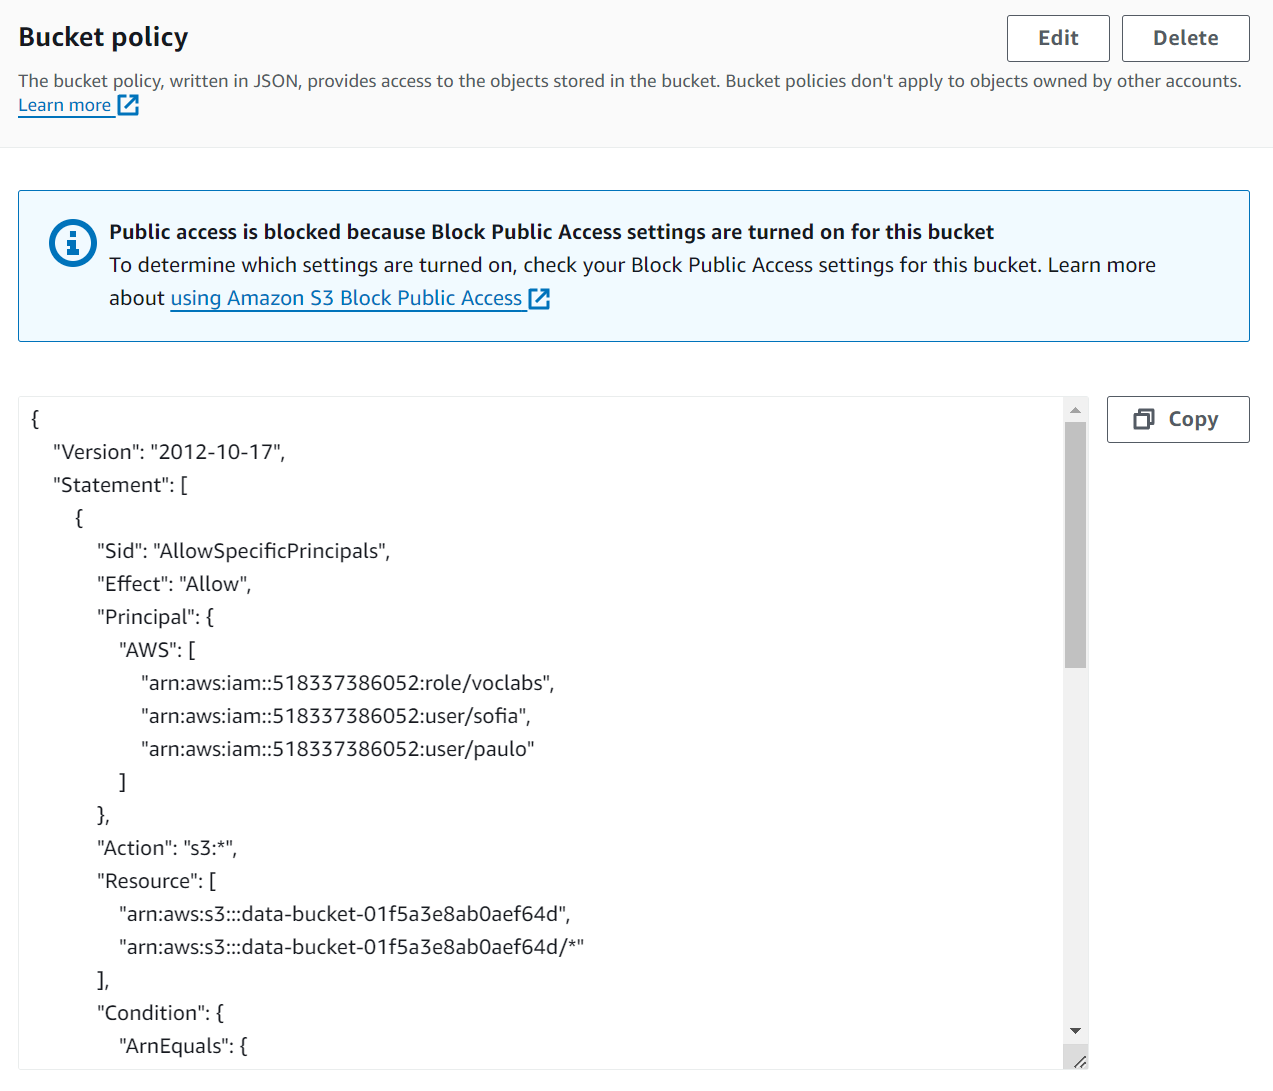 Bucket policy
Edit
Delete
The bucket policy, written in JSON, provides access to the objects stored in the bucket. Bucket policies don't apply to objects owned by other accounts.
Learn more
Public access is blocked because Block Public Access settings are turned on for this bucket
To determine which settings are turned on, check your Block Public Access settings for this bucket. Learn more
about using Amazon S3 Block Public Access
Copy
{
"Version": "2012-10-17",
"Statement": [
{
"Sid": "AllowSpecificPrincipals",
"Effect": "Allow",
"Principal": {
"AWS": [
"arn:aws:iam::518337386052:role/voclabs",
"arn:aws:iam::518337386052:user/sofia",
"arn:aws:iam::518337386052:user/paulo"
]
},
"Action": "s3:*",
"Resource": [
"arn:aws:s3:::data-bucket-01f5a3e8ab0aef64d",
"arn:aws:s3:::data-bucket-01f5a3e8ab0aef64d/*"
],
"Condition": {
"ArnEquals": {